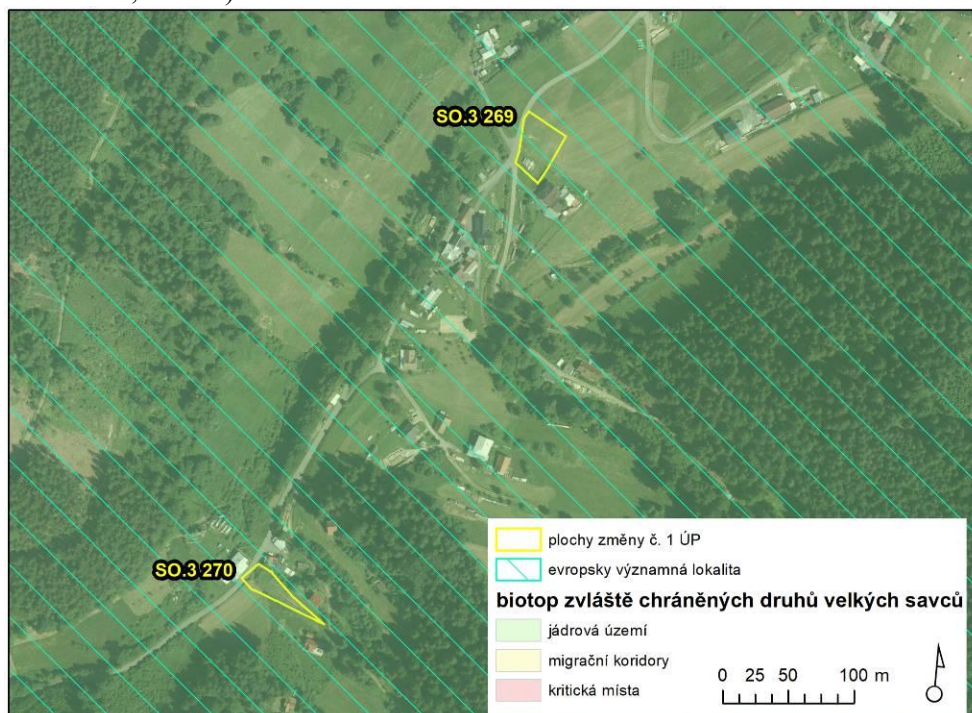 SO.3 269
SO.3 270
plochy změny č. 1 ÚP
evropsky významná lokalita
biotop zvláště chráněných druhů velkých savců
jádrová území
migrační koridory
kritická místa
0 25 50 100 m